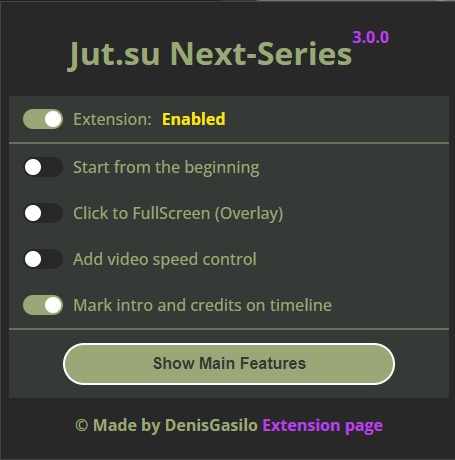 Jut.su Next-Series 3.0.0
Extension: Enabled
Start from the beginning
Click to FullScreen (Overlay)
Add video speed control
Mark intro and credits on timeline
Show Main Features
© Made by DenisGasilo Extension page